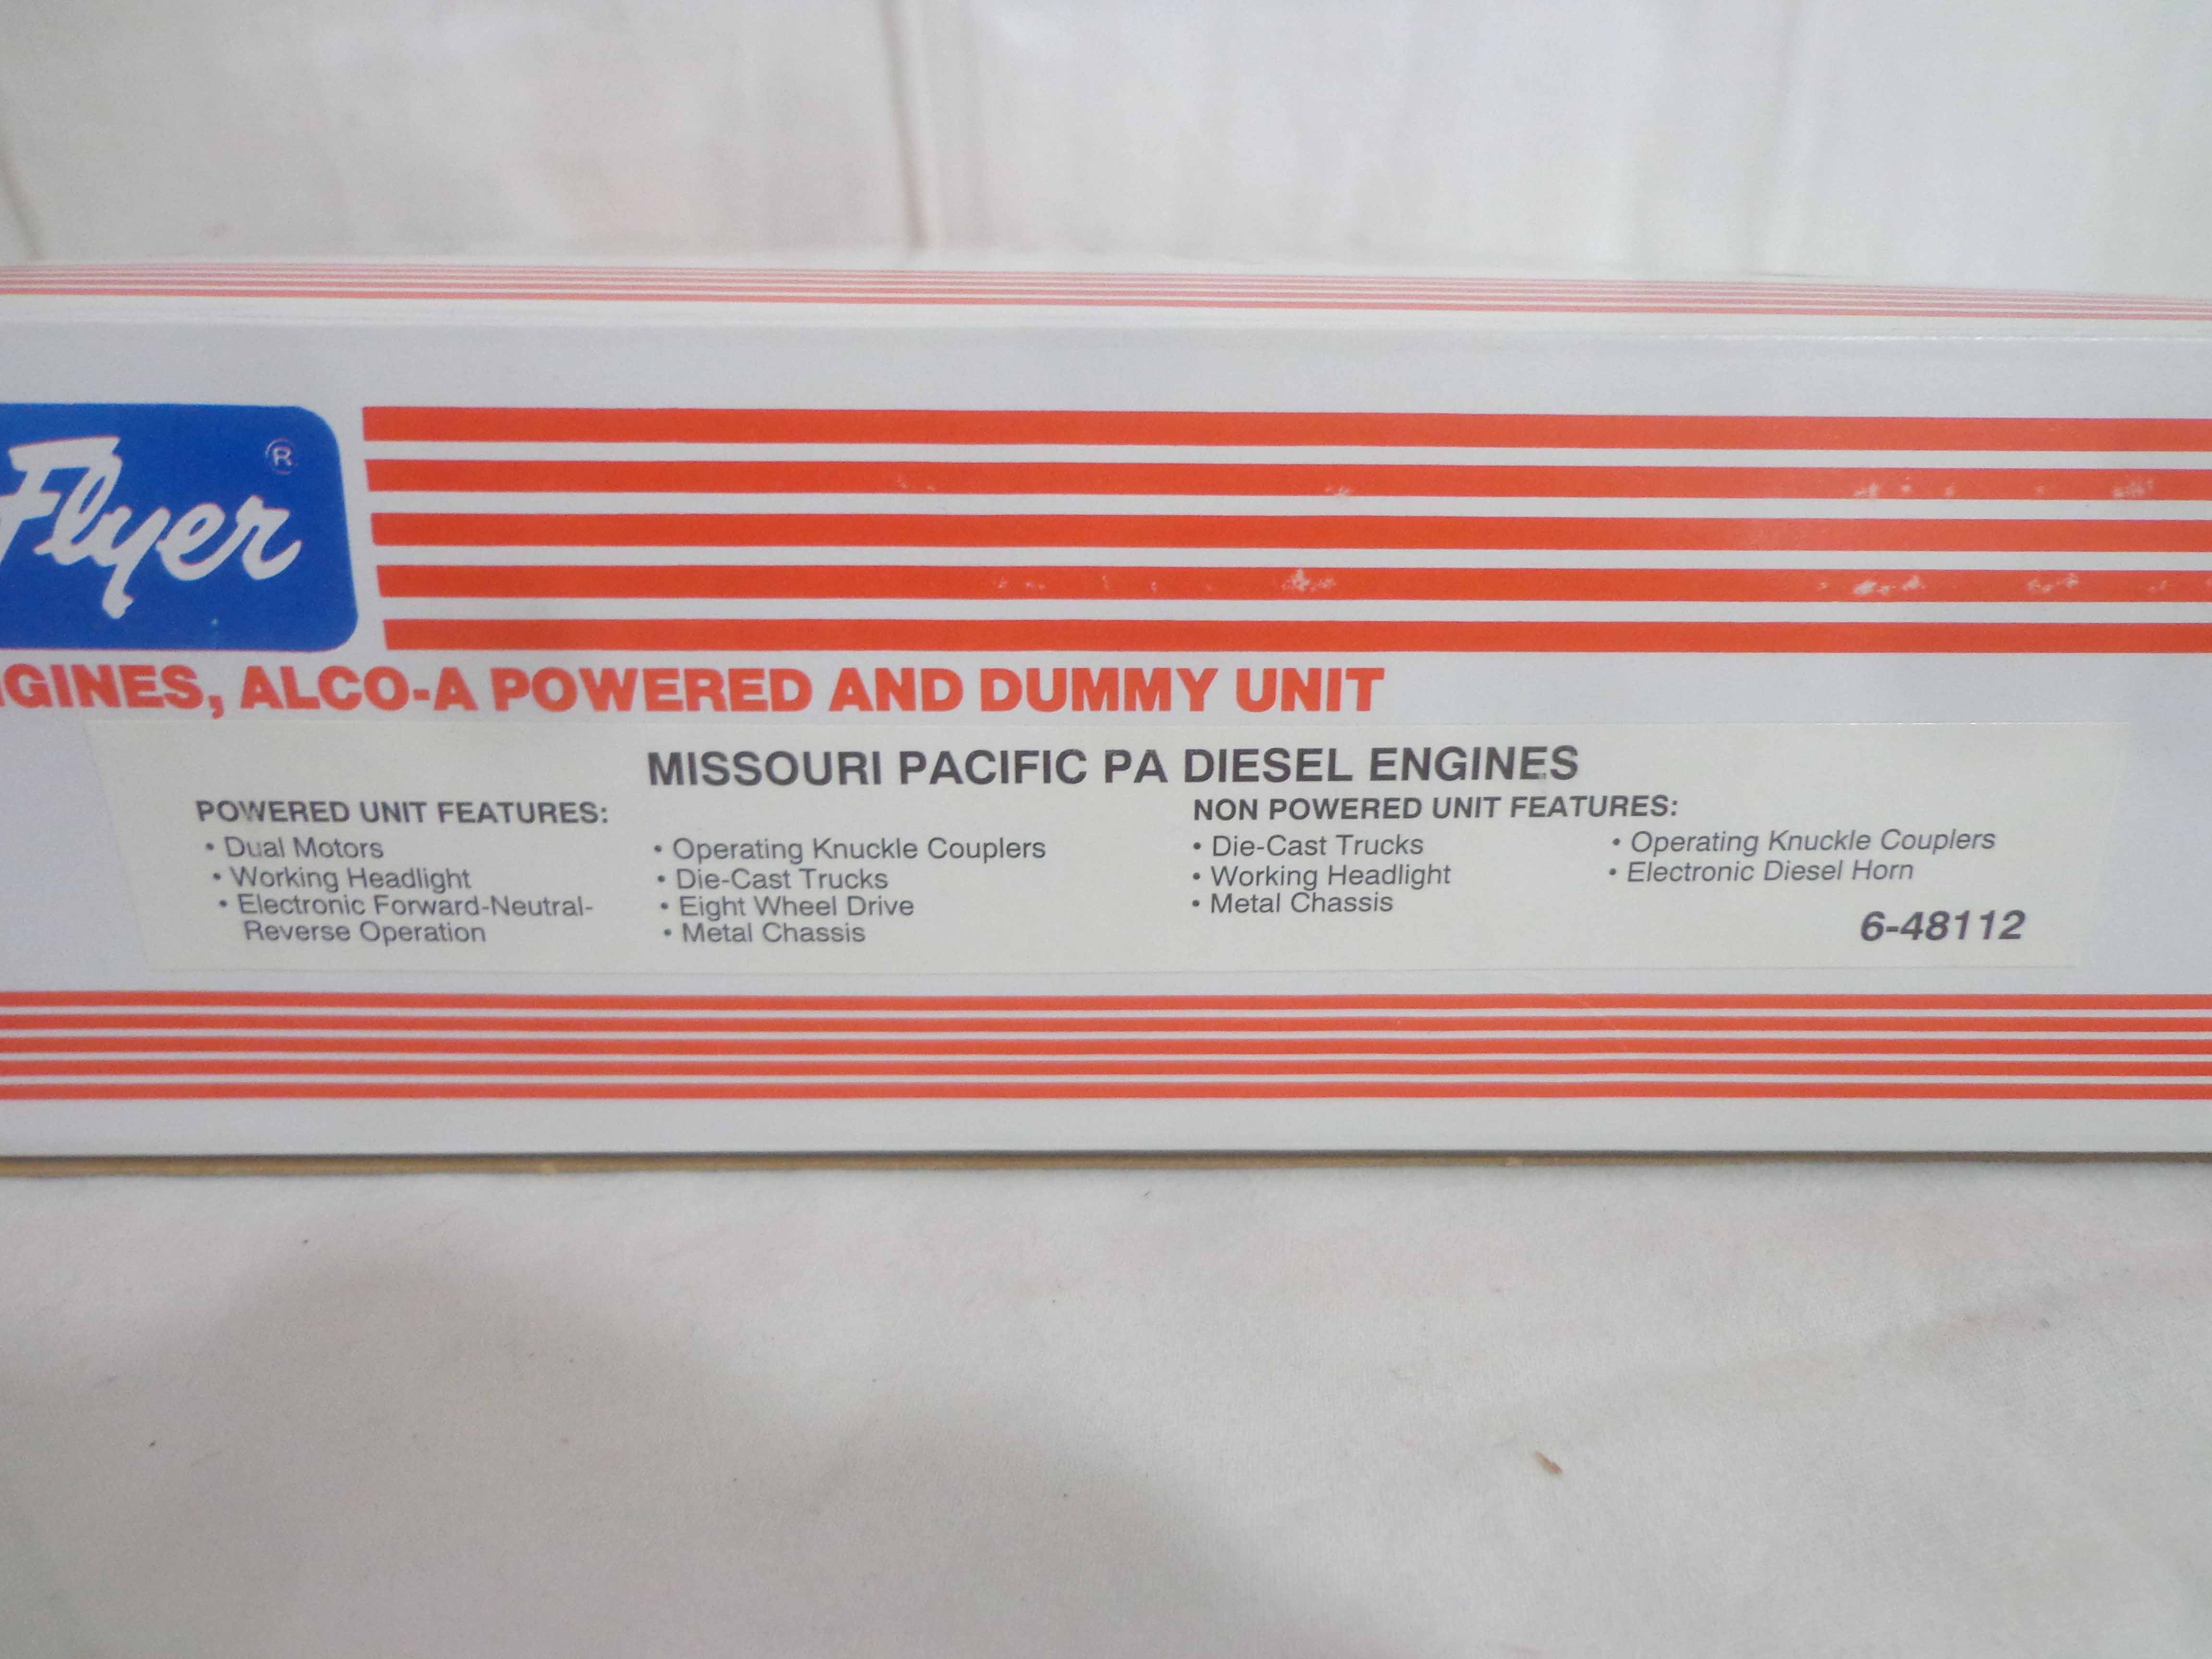 Flyer ®
GINES, ALCO-A POWERED AND DUMMY UNIT
MISSOURI PACIFIC PA DIESEL ENGINES
POWERED UNIT FEATURES:
• Dual Motors
• Working Headlight
• Electronic Forward-Neutral-
Reverse Operation
• Operating Knuckle Couplers
• Die-Cast Trucks
• Eight Wheel Drive
• Metal Chassis
NON POWERED UNIT FEATURES:
• Die-Cast Trucks
• Working Headlight
• Metal Chassis
• Operating Knuckle Couplers
• Electronic Diesel Horn
6-48112